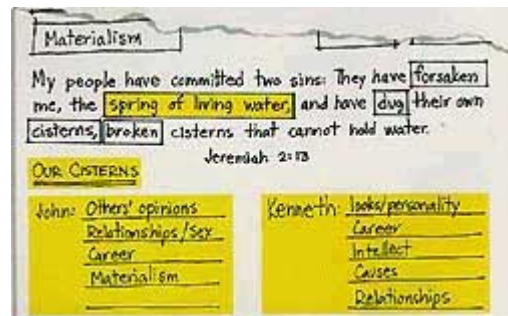 Materialism
My people have committed two sins: They have forsaken
me, the spring of living water, and have dug their own
cisterns, broken cisterns that cannot hold water.
Jeremiah 2:13
OUR CISTERNS
John: Others' opinions
Relationships/Sex
Career
Materialism
Kenneth: looks/personality
Career
Intellect
Causes
Relationships